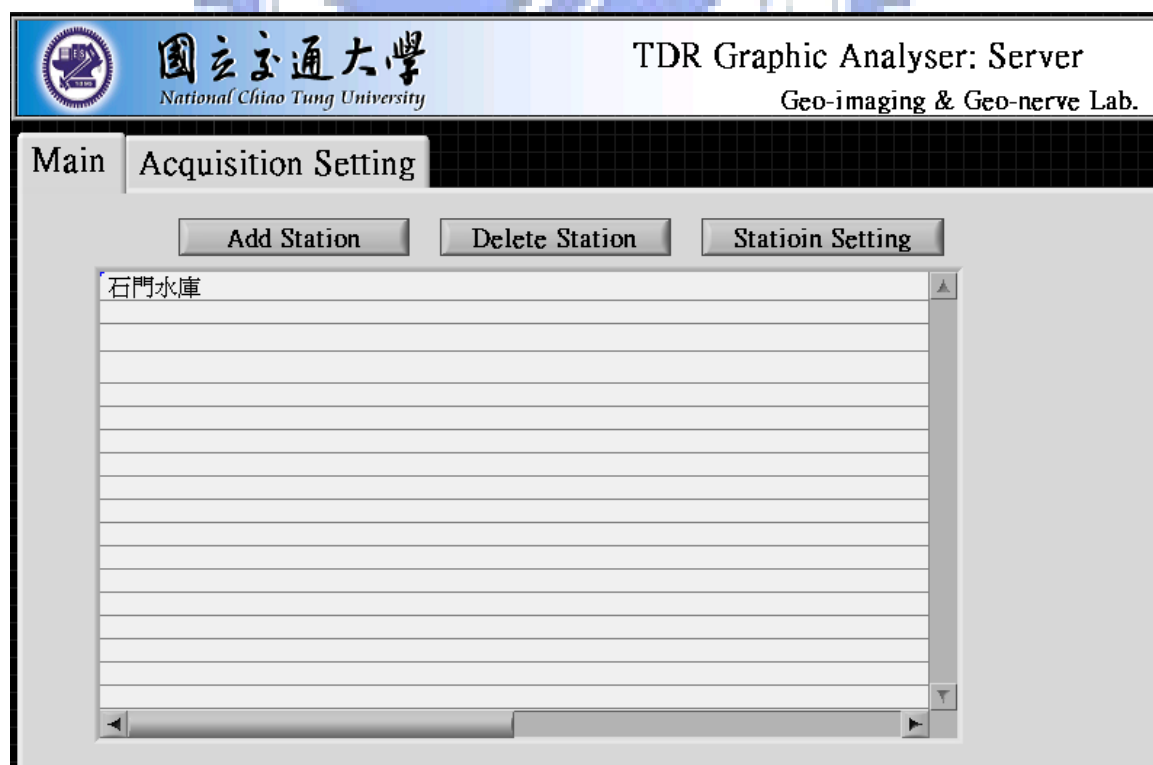 國立交通大學
National Chiao Tung University
TDR Graphic Analyser: Server
Geo-imaging & Geo-nerve Lab.
Main
Acquisition Setting
Add Station
Delete Station
Statioin Setting
石門水庫